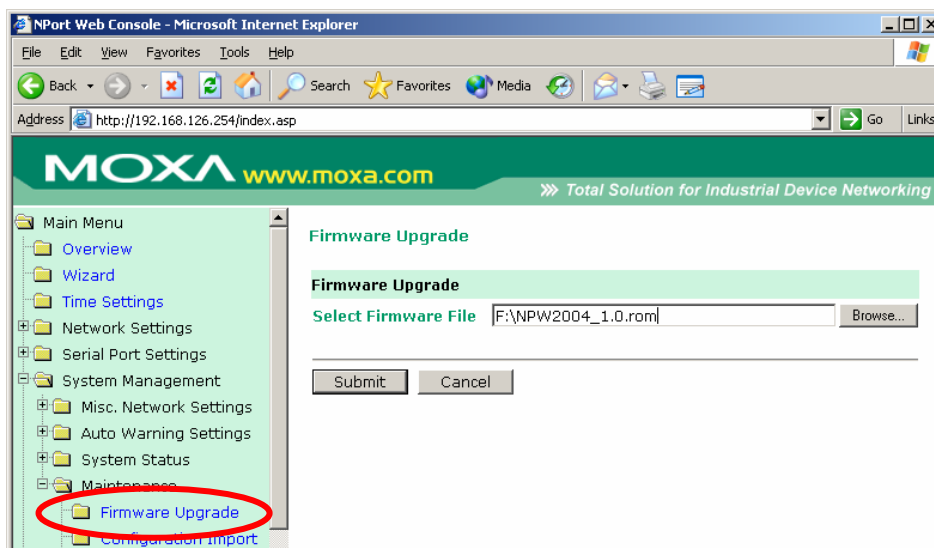 NPort Web Console - Microsoft Internet Explorer
File Edit View Favorites Tools Help
Back Search Favorites Media
Address http://192.168.126.254/index.asp Go Links
MOXA www.moxa.com
Total Solution for Industrial Device Networking
Main Menu
Overview
Wizard
Time Settings
Network Settings
Serial Port Settings
System Management
Misc. Network Settings
Auto Warning Settings
System Status
Maintenance
Firmware Upgrade
Configuration Import
Firmware Upgrade
Firmware Upgrade
Select Firmware File F:\NPW2004_1.0.rom Browse...
Submit Cancel